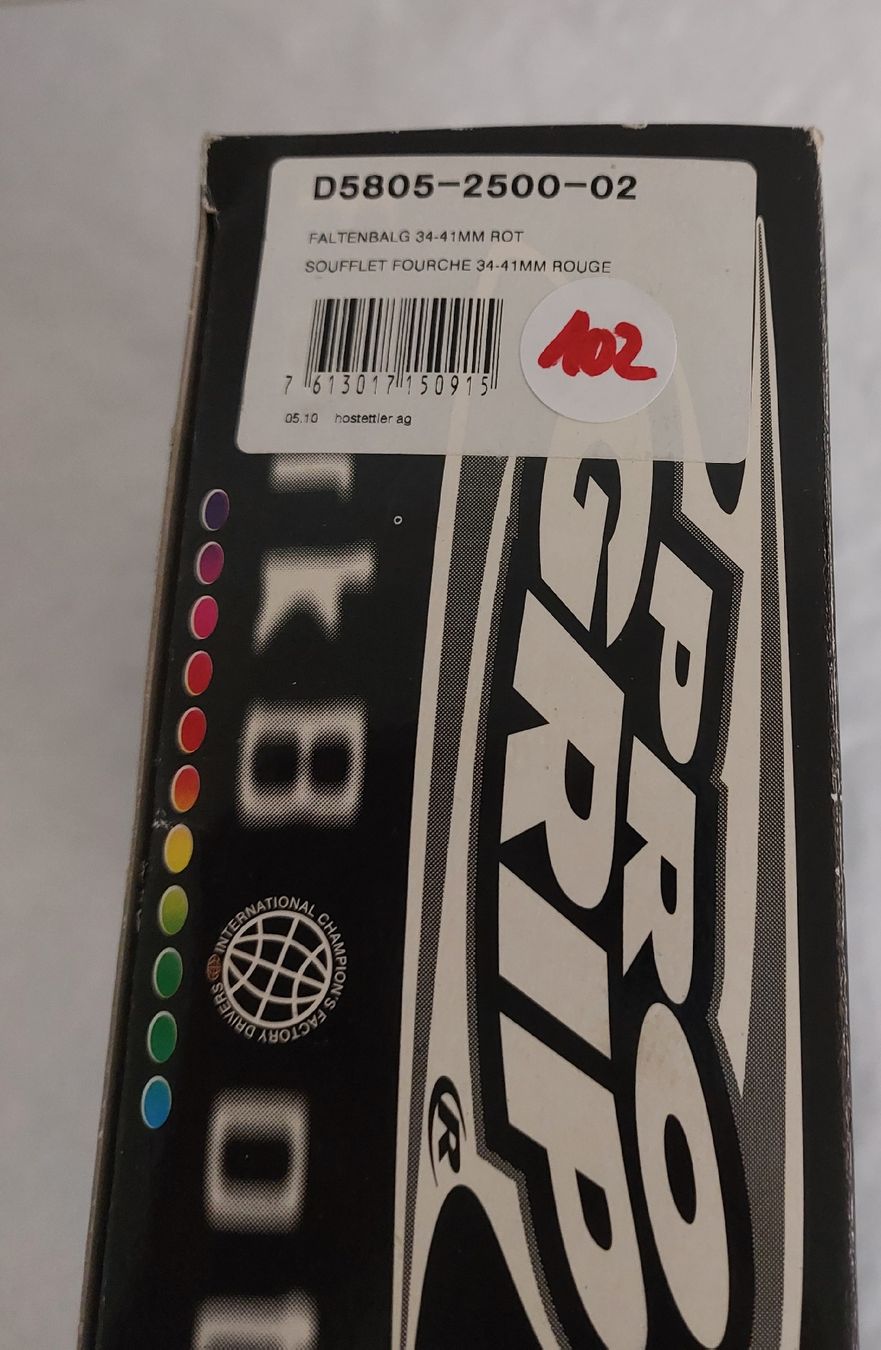 D5805-2500-02
FALTENBALG 34-41MM ROT
SOUFFLET FOURCHE 34-41MM ROUGE
7 613017 150915
102
05.10 hostettler ag
PRO
GRIP
R
INTERNATIONAL CHAMPION'S FACTORY DRIVERS